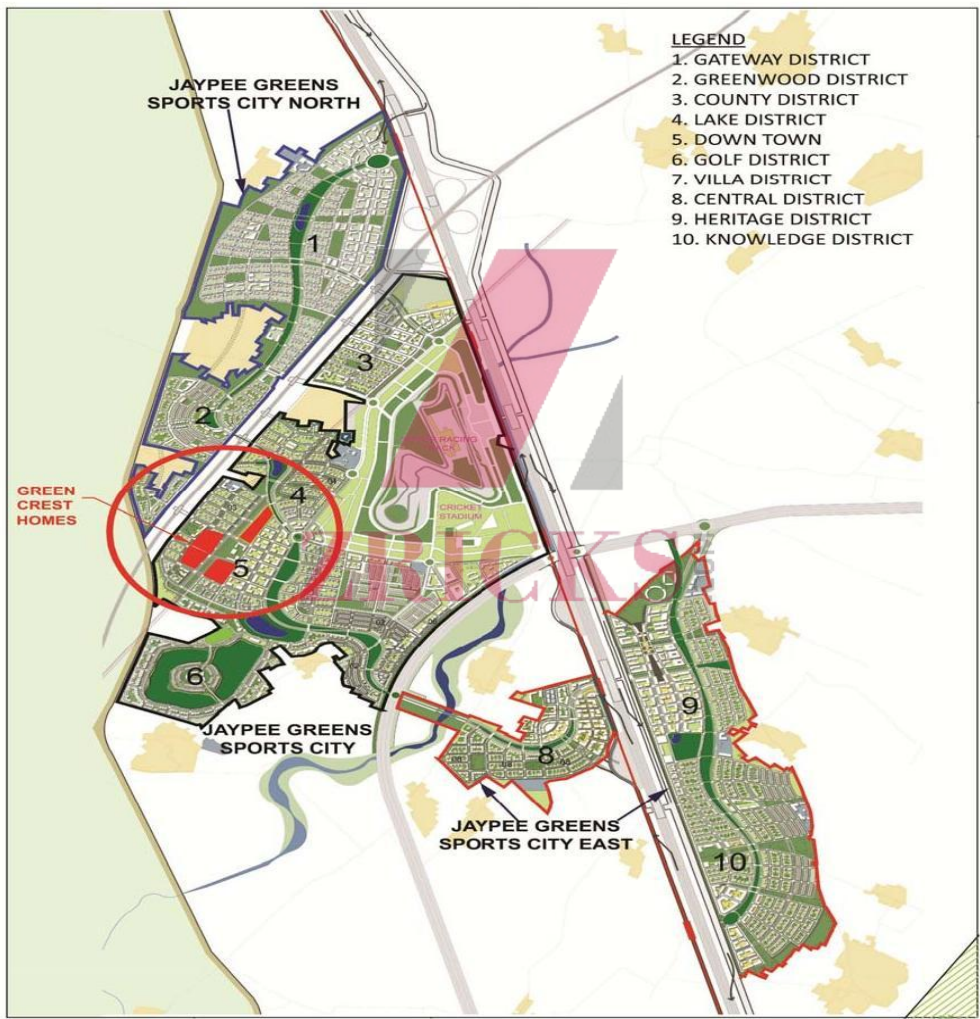 LEGEND
1. GATEWAY DISTRICT
2. GREENWOOD DISTRICT
3. COUNTY DISTRICT
4. LAKE DISTRICT
5. DOWN TOWN
6. GOLF DISTRICT
7. VILLA DISTRICT
8. CENTRAL DISTRICT
9. HERITAGE DISTRICT
10. KNOWLEDGE DISTRICT
JAYPEE GREENS
SPORTS CITY NORTH
1
3
2
RACING
4
GREEN
CREST
HOMES
CRICKET
STADIUM
5
ZRICKS
6
9
JAYPEE GREENS
SPORTS CITY
8
JAYPEE GREENS
SPORTS CITY EAST
10